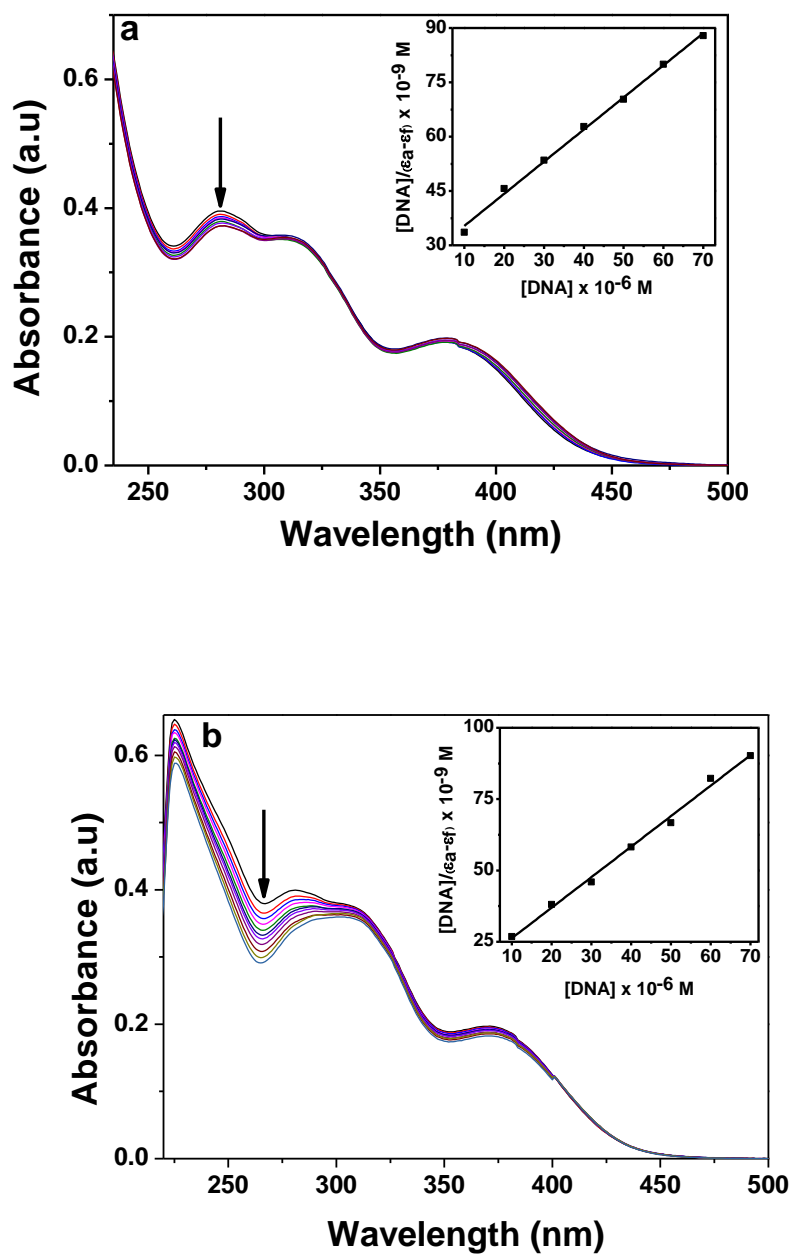 a
Absorbance (a.u)
0.6
0.4
0.2
0.0
250 300 350 400 450 500
Wavelength (nm)
[DNA]/(εa-εf) x 10-9 M
90
75
60
45
30
10 20 30 40 50 60 70
[DNA] x 10-6 M
b
Absorbance (a.u)
0.6
0.4
0.2
0.0
250 300 350 400 450 500
Wavelength (nm)
[DNA]/(εa-εf) x 10-9 M
100
75
50
25
10 20 30 40 50 60 70
[DNA] x 10-6 M